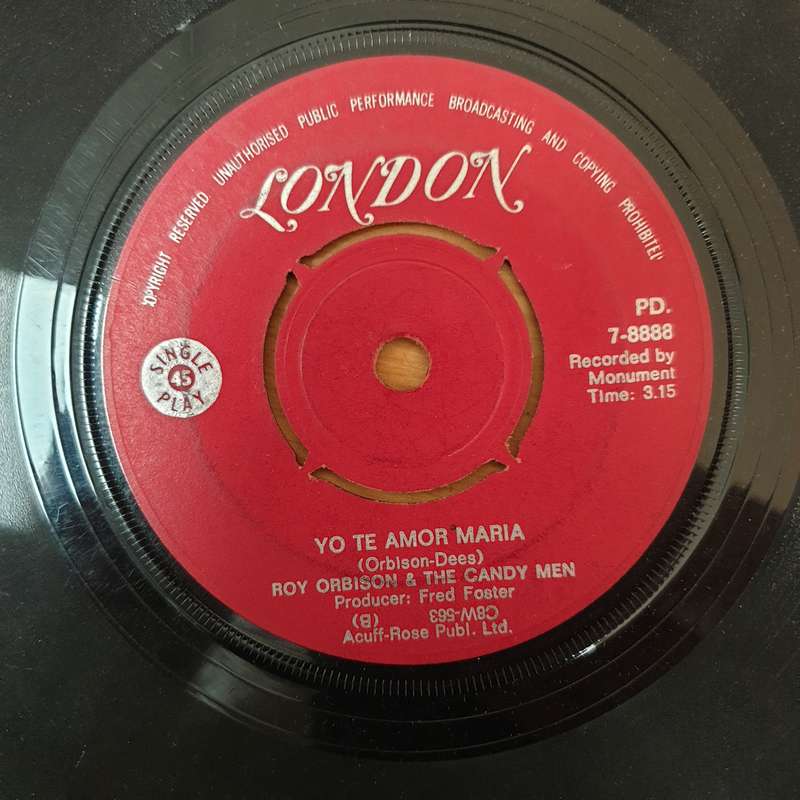 COPYRIGHT RESERVED UNAUTHORISED PUBLIC PERFORMANCE BROADCASTING AND COPYING PROHIBITED
LONDON
PD.
7-8888
Recorded by
Monument
Time: 3.15
SINGLE
45
PLAY
YO TE AMOR MARIA
(Orbison-Dees)
ROY ORBISON & THE CANDY MEN
Producer: Fred Foster
(B) CBW-563
Acuff-Rose Publ. Ltd.